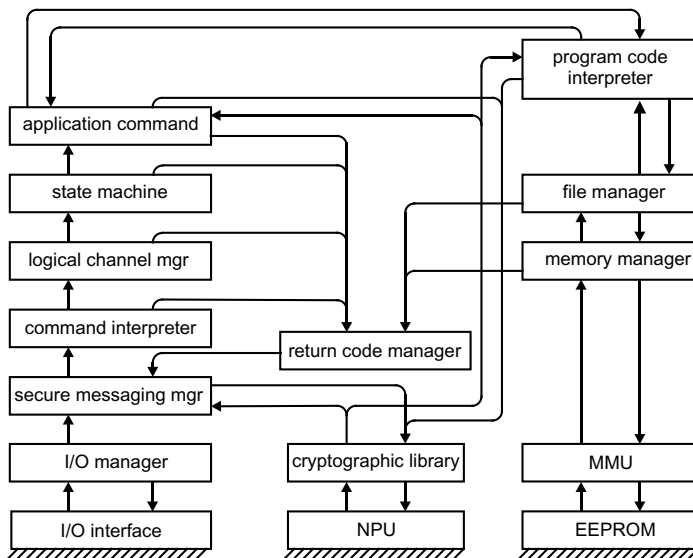 program code
interpreter
application command
state machine
file manager
logical channel mgr
memory manager
command interpreter
return code manager
secure messaging mgr
I/O manager
cryptographic library
MMU
I/O interface
NPU
EEPROM